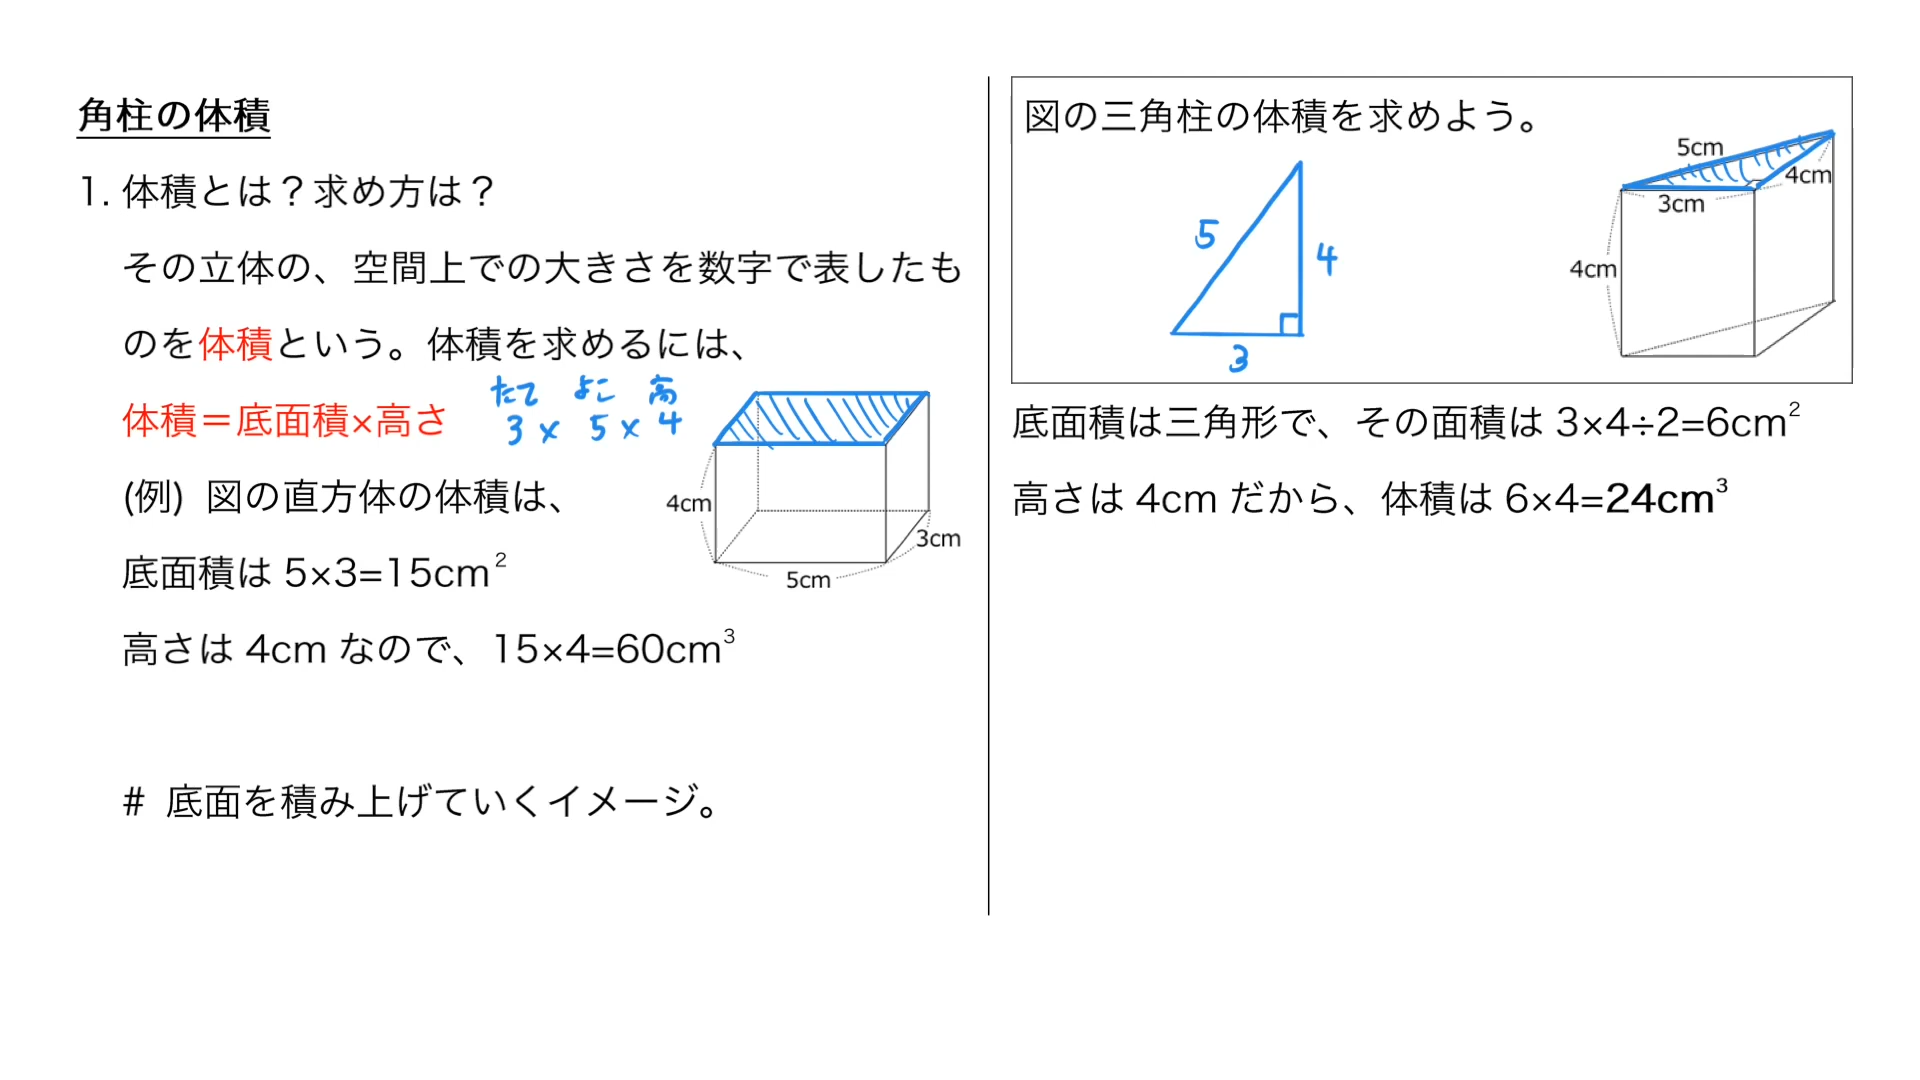 角柱の体積
1. 体積とは？求め方は？
その立体の、空間上での大きさを数字で表したも
のを体積という。体積を求めるには、
たて よこ 高
体積＝底面積×高さ 3 × 5 × 4
(例) 図の直方体の体積は、
4cm
3cm
5cm
底面積は 5×3=15cm²
高さは 4cm なので、15×4=60cm³
# 底面を積み上げていくイメージ。
図の三角柱の体積を求めよう。
5cm
4cm
3cm
4cm
5
4
3
底面積は三角形で、その面積は 3×4÷2=6cm²
高さは 4cm だから、体積は 6×4=24cm³